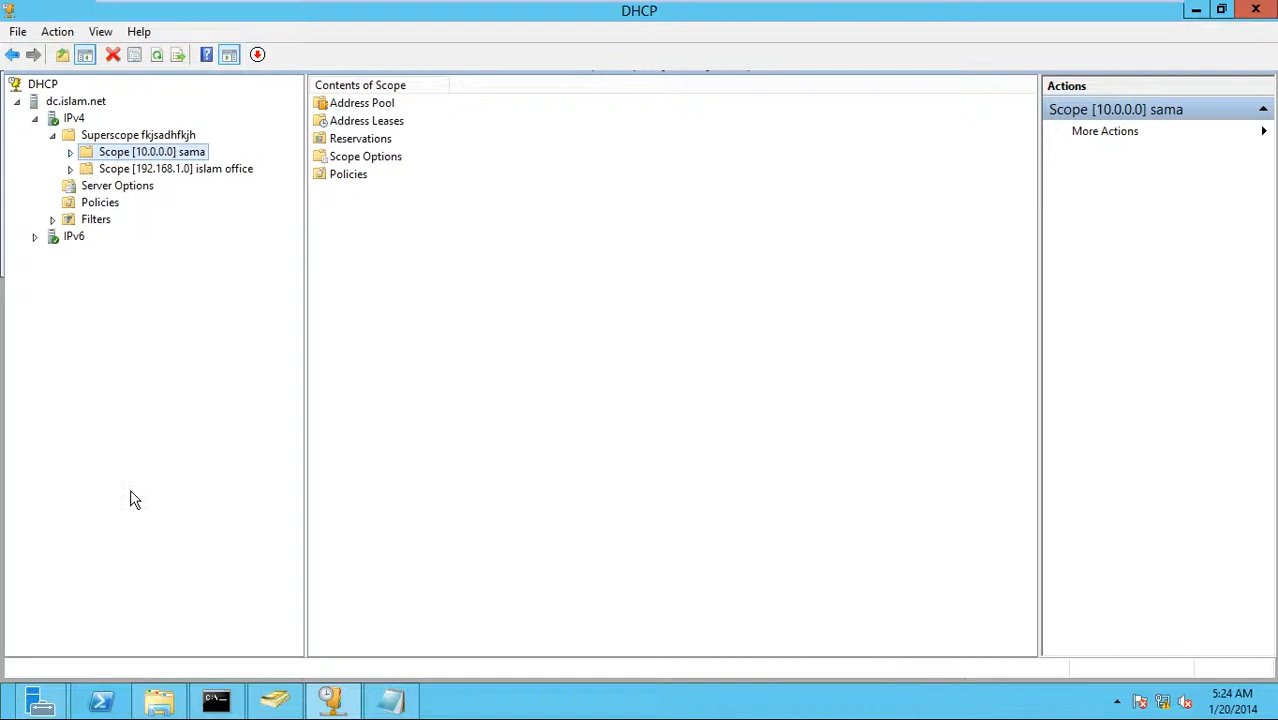 DHCP
File Action View Help
DHCP
dc.islam.net
IPv4
Superscope fkjsadhfkjh
Scope [10.0.0.0] sama
Scope [192.168.1.0] islam office
Server Options
Policies
Filters
IPv6
Contents of Scope
Address Pool
Address Leases
Reservations
Scope Options
Policies
Actions
Scope [10.0.0.0] sama
More Actions
C:\
5:24 AM
1/20/2014